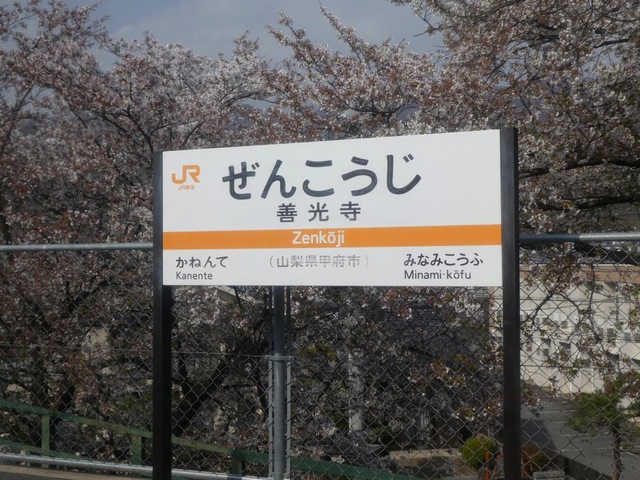 JR
JR東海
ぜんこうじ
善光寺
Zenkōji
かねんて (山梨県甲府市) みなみこうふ
Kanente Minami-kōfu